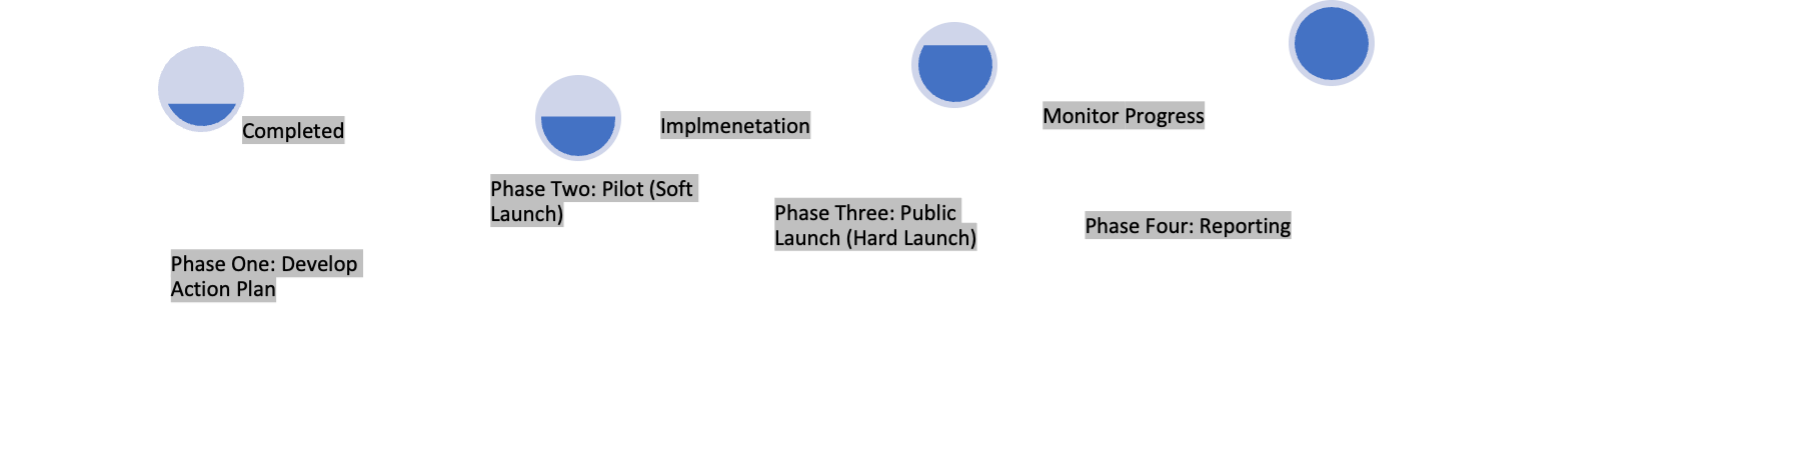 Completed
Implmenetation
Monitor Progress
Phase Two: Pilot (Soft
Launch)
Phase Three: Public
Launch (Hard Launch)
Phase Four: Reporting
Phase One: Develop
Action Plan